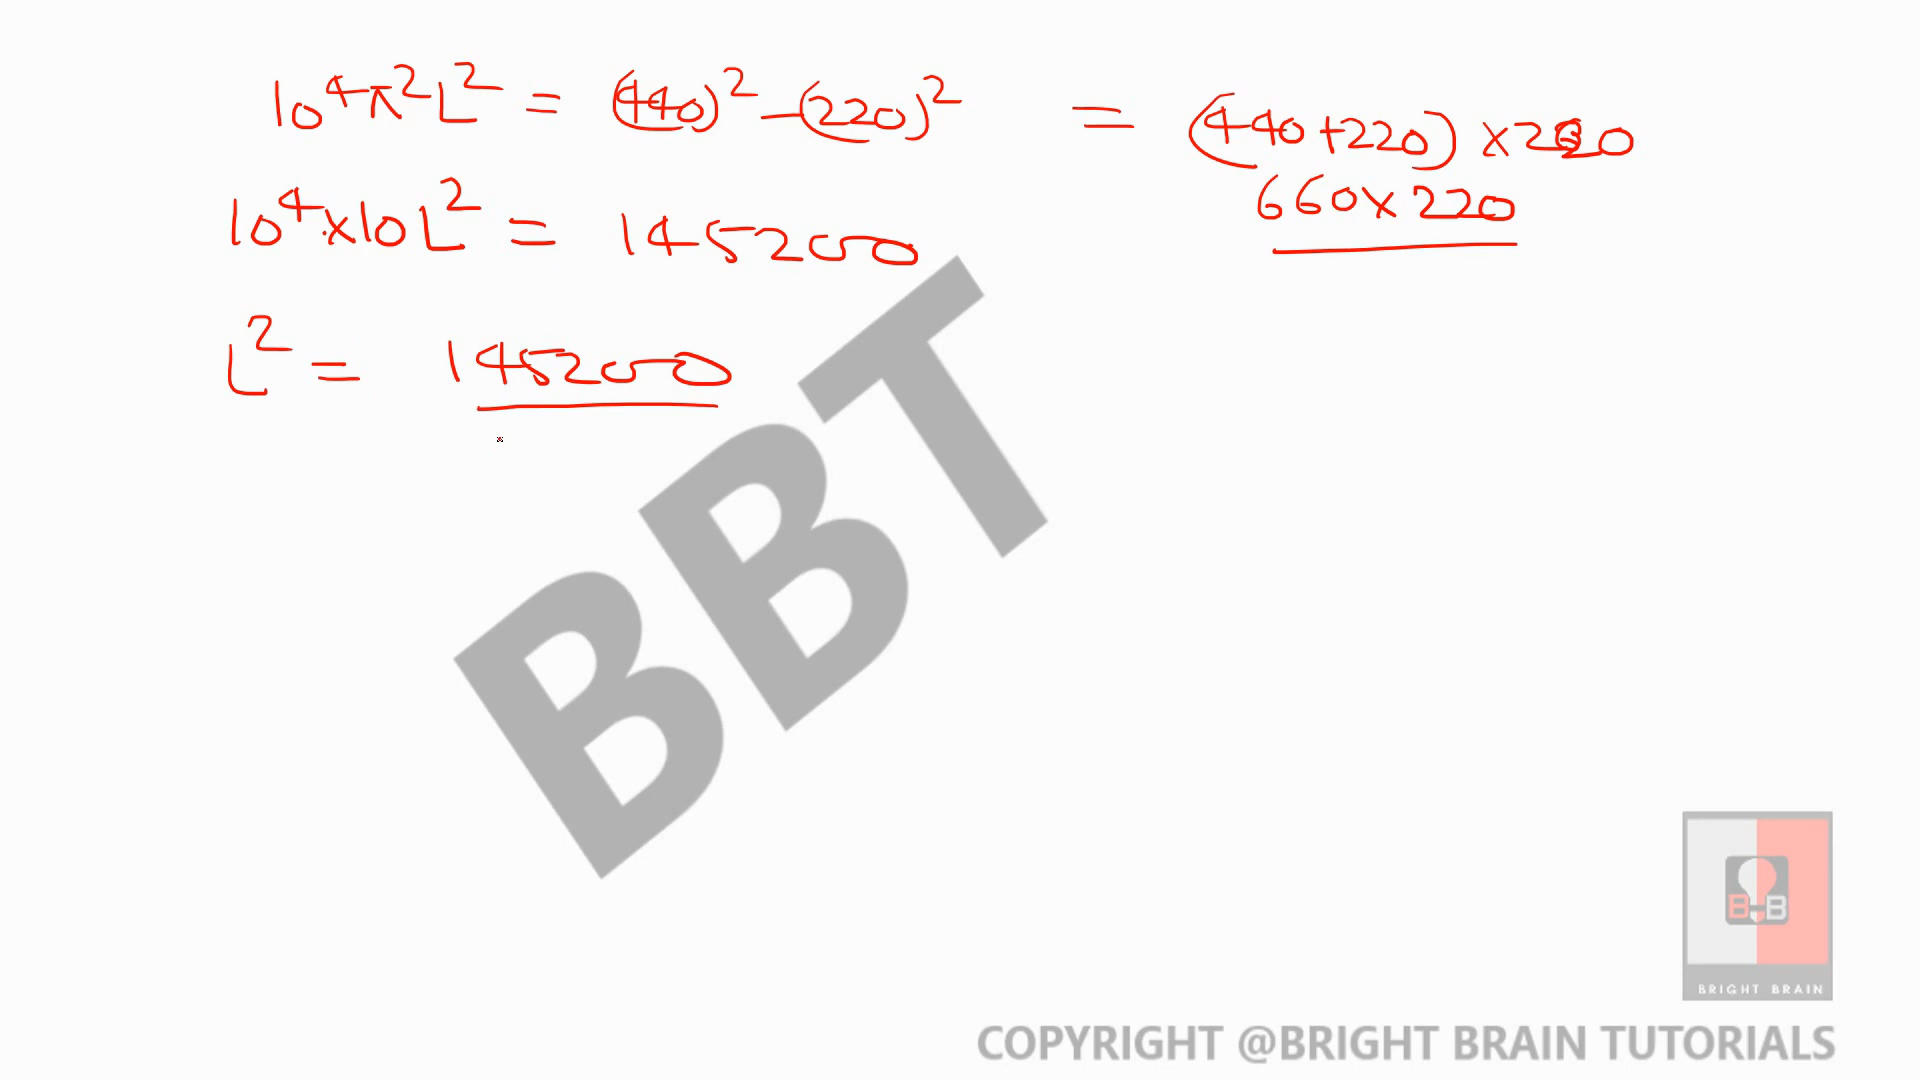 10⁴π²L² = (440)² - (220)² = (440+220) x 220
660 x 220
10⁴ x 10 L² = 145200
L² = 145200
BBT
B-B
BRIGHT BRAIN
COPYRIGHT @BRIGHT BRAIN TUTORIALS